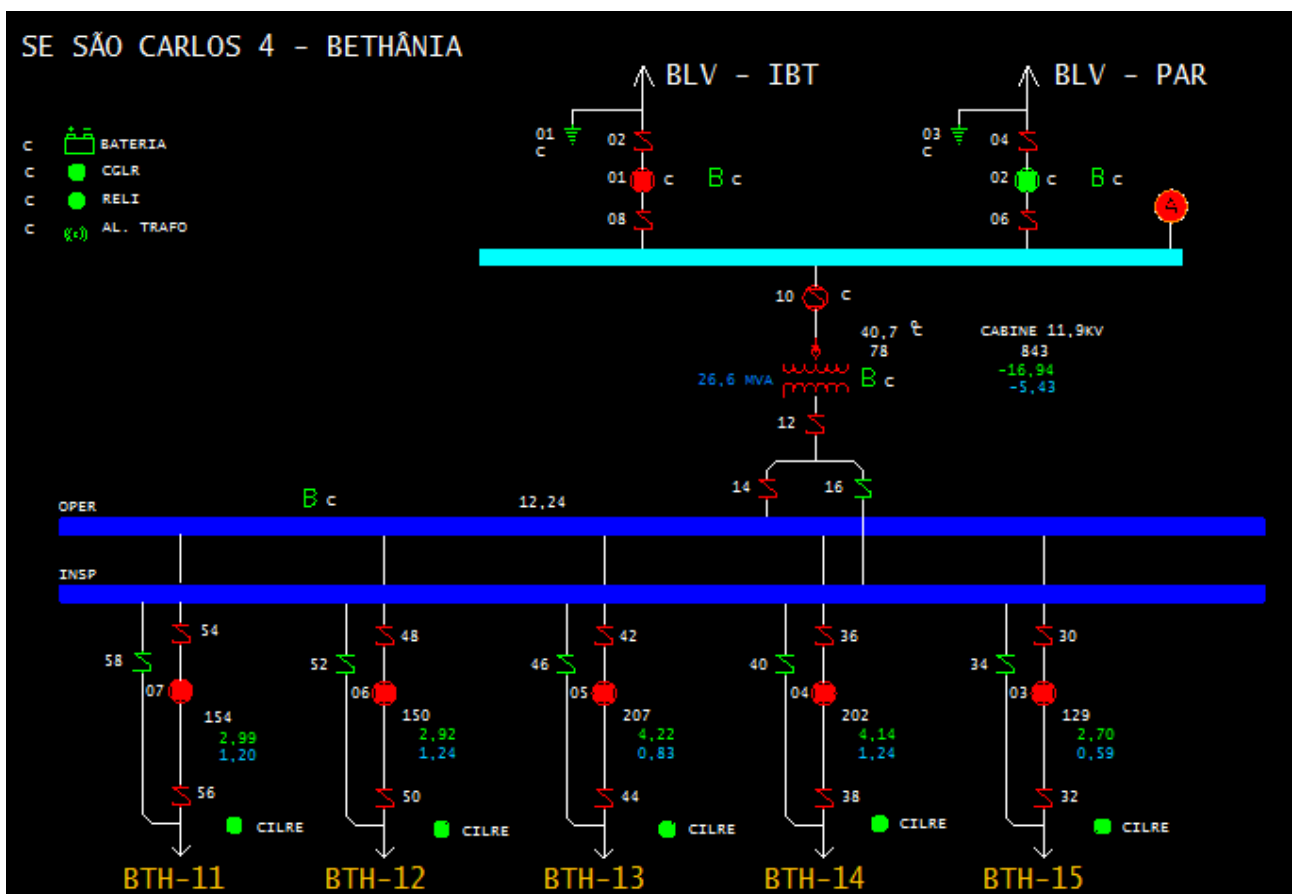 SE SÃO CARLOS 4 - BETHÂNIA
BLV - IBT
BLV - PAR
C BATERIA
C CGLR
C RELI
C AL. TRAFO
01
C
02
01 C B C
08
03
C
04
02 C B C
06
10 C
40,7 ºC
78
CABINE 11,9KV
843
-16,94
-5,43
26,6 MVA
B C
12
14
16
OPER
B C
12,24
INSP
54
58
07
154
2,99
1,20
56
CILRE
BTH-11
48
52
06
150
2,92
1,24
50
CILRE
BTH-12
42
46
05
207
4,22
0,83
44
CILRE
BTH-13
36
40
04
202
4,14
1,24
38
CILRE
BTH-14
30
34
03
129
2,70
0,59
32
CILRE
BTH-15